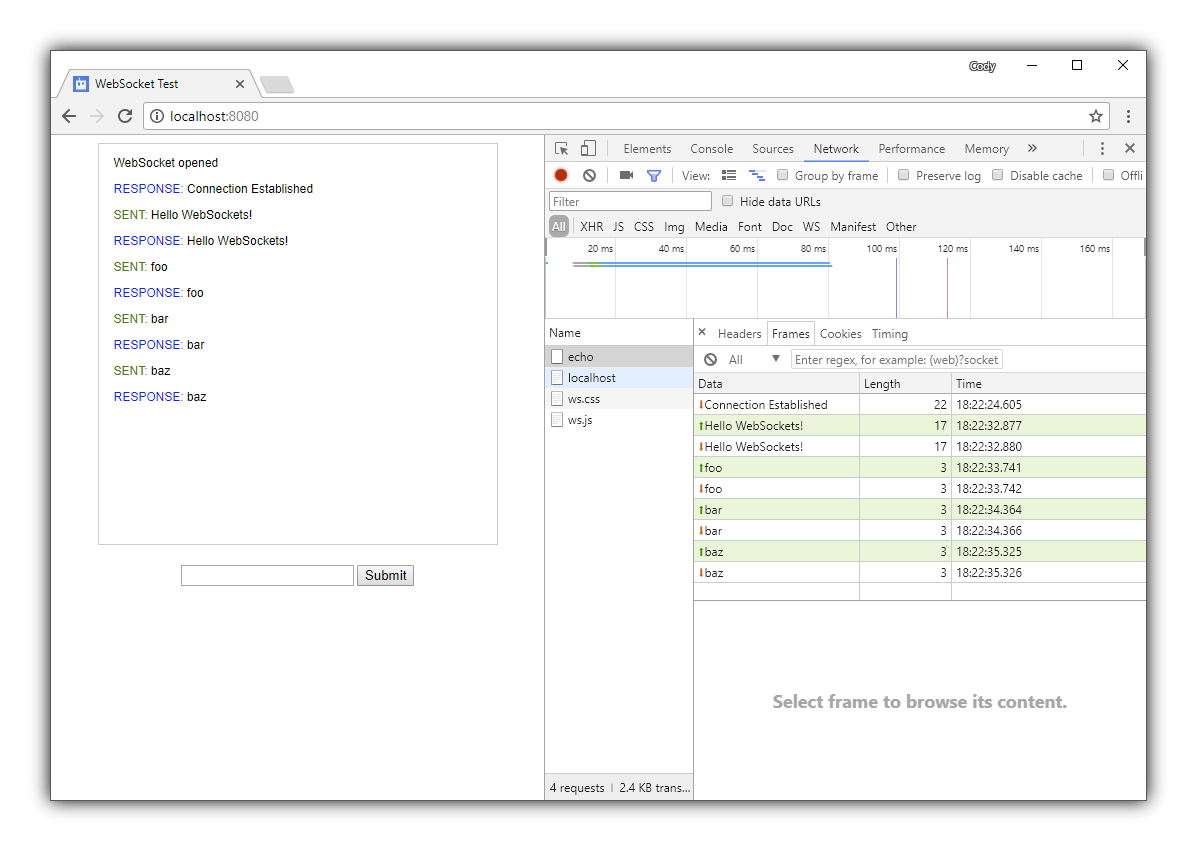 Cody
WebSocket Test
localhost:8080
WebSocket opened
RESPONSE: Connection Established
SENT: Hello WebSockets!
RESPONSE: Hello WebSockets!
SENT: foo
RESPONSE: foo
SENT: bar
RESPONSE: bar
SENT: baz
RESPONSE: baz
Submit
Elements Console Sources Network Performance Memory »
View: Group by frame Preserve log Disable cache Offli
Filter Hide data URLs
All XHR JS CSS Img Media Font Doc WS Manifest Other
20 ms 40 ms 60 ms 80 ms 100 ms 120 ms 140 ms 160 ms
Name
echo
localhost
ws.css
ws.js
4 requests | 2.4 KB trans...
× Headers Frames Cookies Timing
All ▼ Enter regex, for example: (web)?socket
Data Length Time
⬇Connection Established 22 18:22:24.605
⬆Hello WebSockets! 17 18:22:32.877
⬇Hello WebSockets! 17 18:22:32.880
⬆foo 3 18:22:33.741
⬇foo 3 18:22:33.742
⬆bar 3 18:22:34.364
⬇bar 3 18:22:34.366
⬆baz 3 18:22:35.325
⬇baz 3 18:22:35.326
Select frame to browse its content.